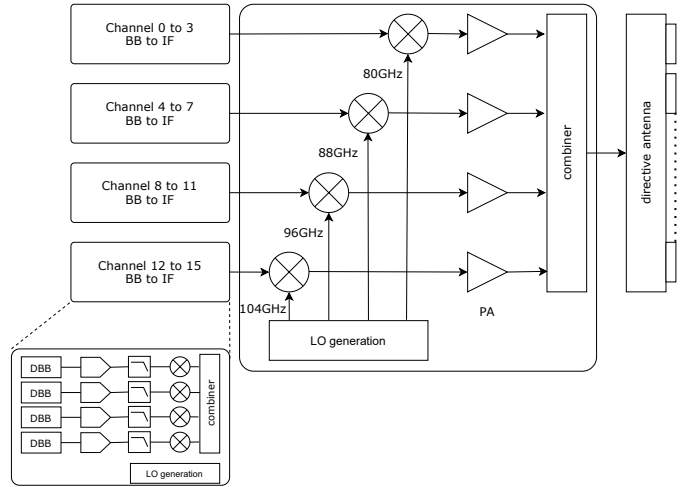 Channel 0 to 3
BB to IF
80GHz
Channel 4 to 7
BB to IF
88GHz
Channel 8 to 11
BB to IF
96GHz
Channel 12 to 15
BB to IF
104GHz
PA
LO generation
combiner
directive antenna
DBB
DBB
DBB
DBB
combiner
LO generation